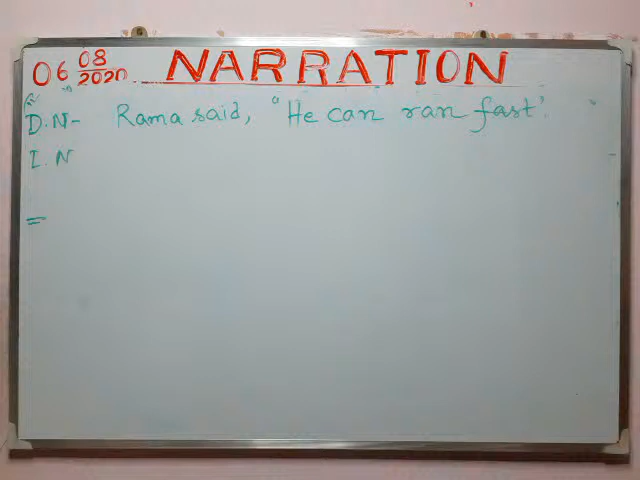 06 08/2020 NARRATION
D.N- Rama said, "He can ran fast".
I.N
=